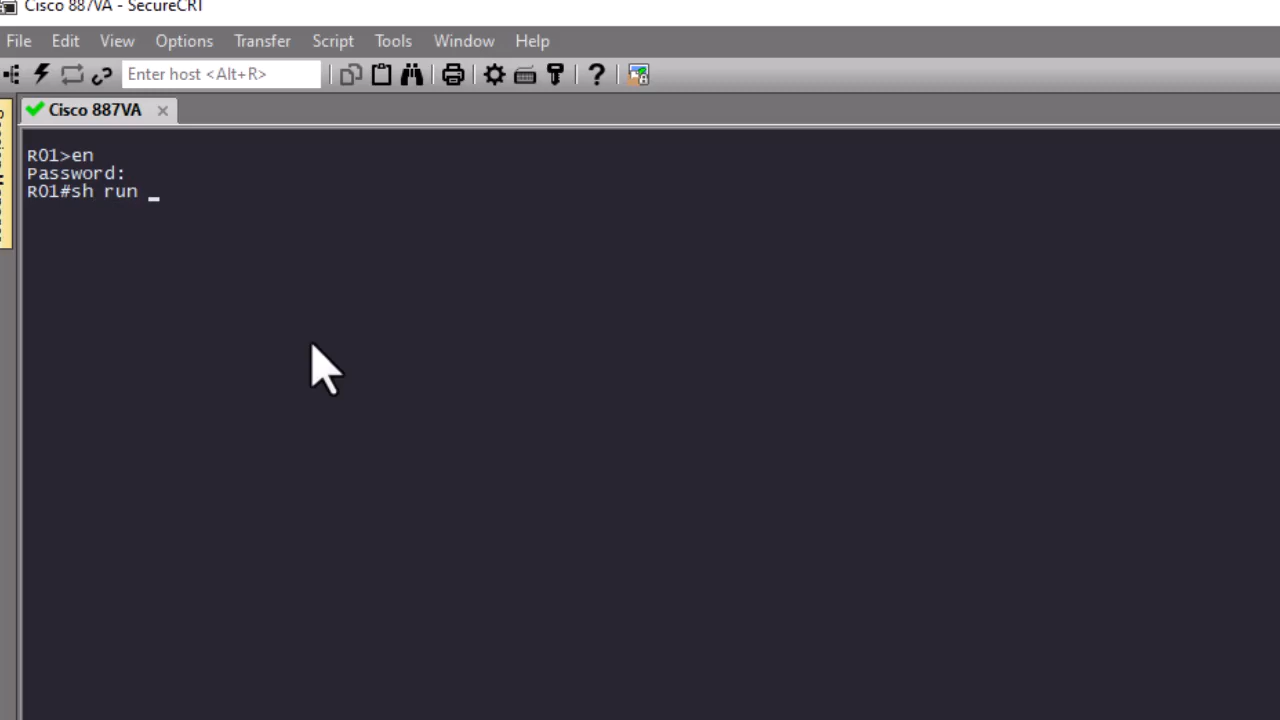 Cisco 887VA - SecureCRT
File Edit View Options Transfer Script Tools Window Help
Enter host <Alt+R>
Cisco 887VA
R01>en
Password:
R01#sh run